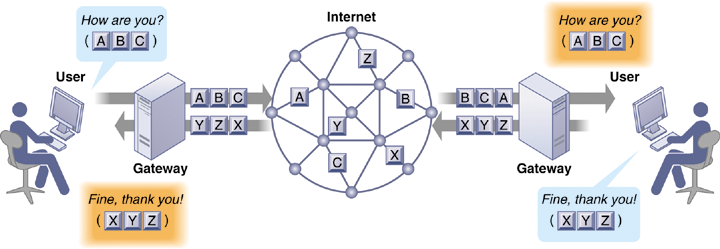 How are you?
( A B C )
User
Gateway
A B C
Y Z X
Fine, thank you!
( X Y Z )
Internet
Z
A
B
Y
C
X
How are you?
( A B C )
User
B C A
X Y Z
Gateway
Fine, thank you!
( X Y Z )